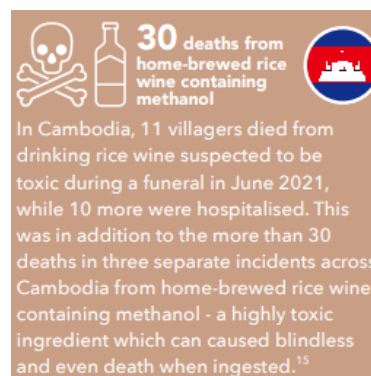 30 deaths from
home-brewed rice
wine containing
methanol
In Cambodia, 11 villagers died from
drinking rice wine suspected to be
toxic during a funeral in June 2021,
while 10 more were hospitalised. This
was in addition to the more than 30
deaths in three separate incidents across
Cambodia from home-brewed rice wine
containing methanol - a highly toxic
ingredient which can caused blindless
and even death when ingested.15